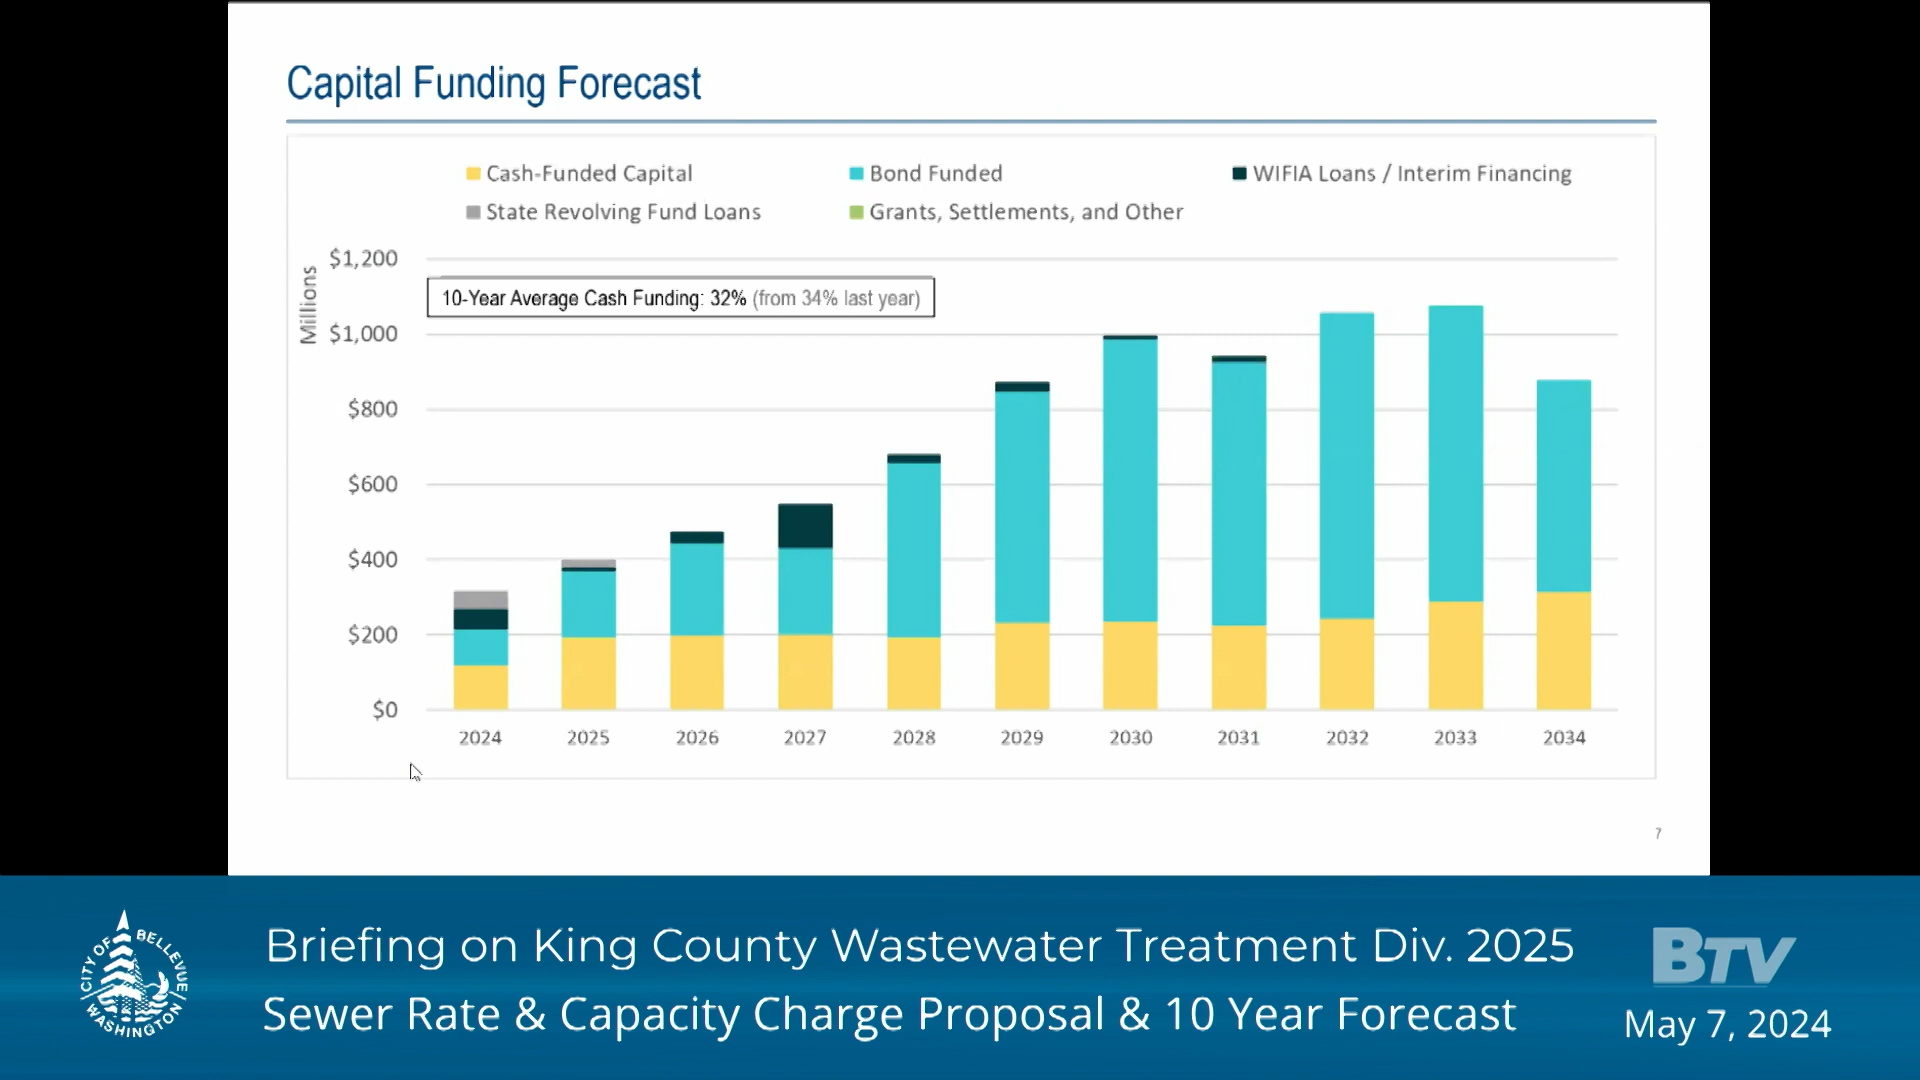 Capital Funding Forecast
Cash-Funded Capital
Bond Funded
WIFIA Loans / Interim Financing
State Revolving Fund Loans
Grants, Settlements, and Other
Millions
$1,200
10-Year Average Cash Funding: 32% (from 34% last year)
$1,000
$800
$600
$400
$200
$0
2024 2025 2026 2027 2028 2029 2030 2031 2032 2033 2034
7
CITY OF BELLEVUE
WASHINGTON
Briefing on King County Wastewater Treatment Div. 2025
Sewer Rate & Capacity Charge Proposal & 10 Year Forecast
BTV
May 7, 2024